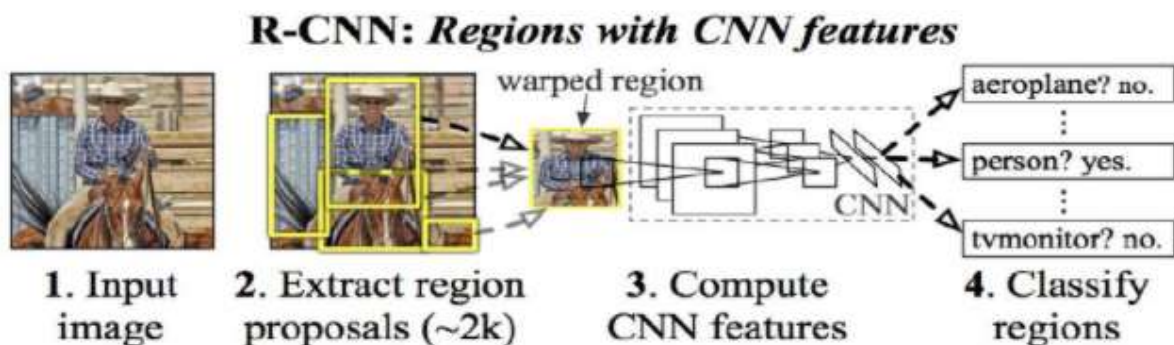 R-CNN: Regions with CNN features
warped region
aeroplane? no.
person? yes.
tvmonitor? no.
CNN
1. Input
image
2. Extract region
proposals (~2k)
3. Compute
CNN features
4. Classify
regions